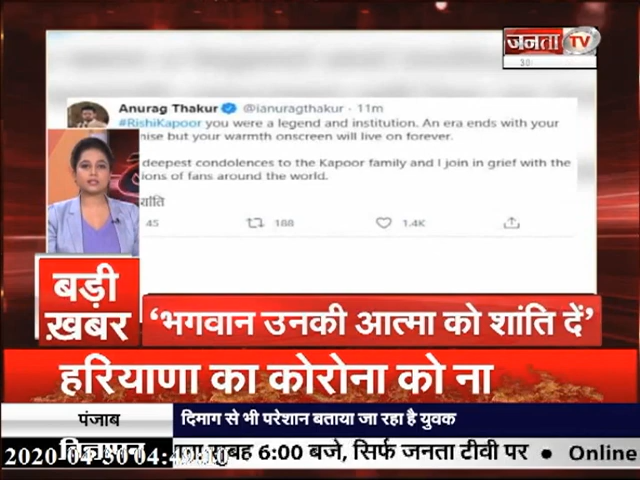 जनता TV
30
Anurag Thakur @ianuragthakur · 11m
#RishiKapoor you were a legend and institution. An era ends with your
nise but your warmth onscreen will live on forever.
deepest condolences to the Kapoor family and I join in grief with the
ions of fans around the world.
शांति
45 188 1.4K
बड़ी
ख़बर
‘भगवान उनकी आत्मा को शांति दें’
हरियाणा का कोरोना को ना
पंजाब
दिमाग से भी परेशान बताया जा रहा है युवक
सुबह 6:00 बजे, सिर्फ जनता टीवी पर ● Online